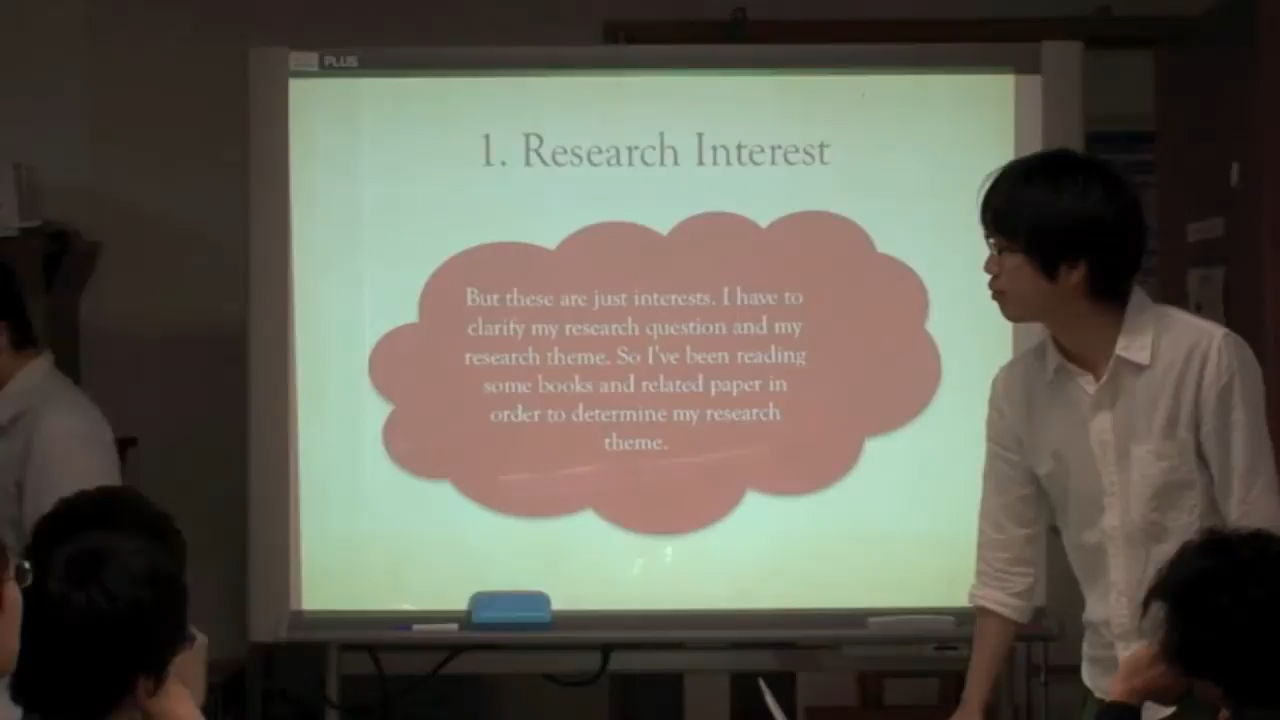 PLUS
1. Research Interest
But these are just interests. I have to
clarify my research question and my
research theme. So I've been reading
some books and related paper in
order to determine my research
theme.